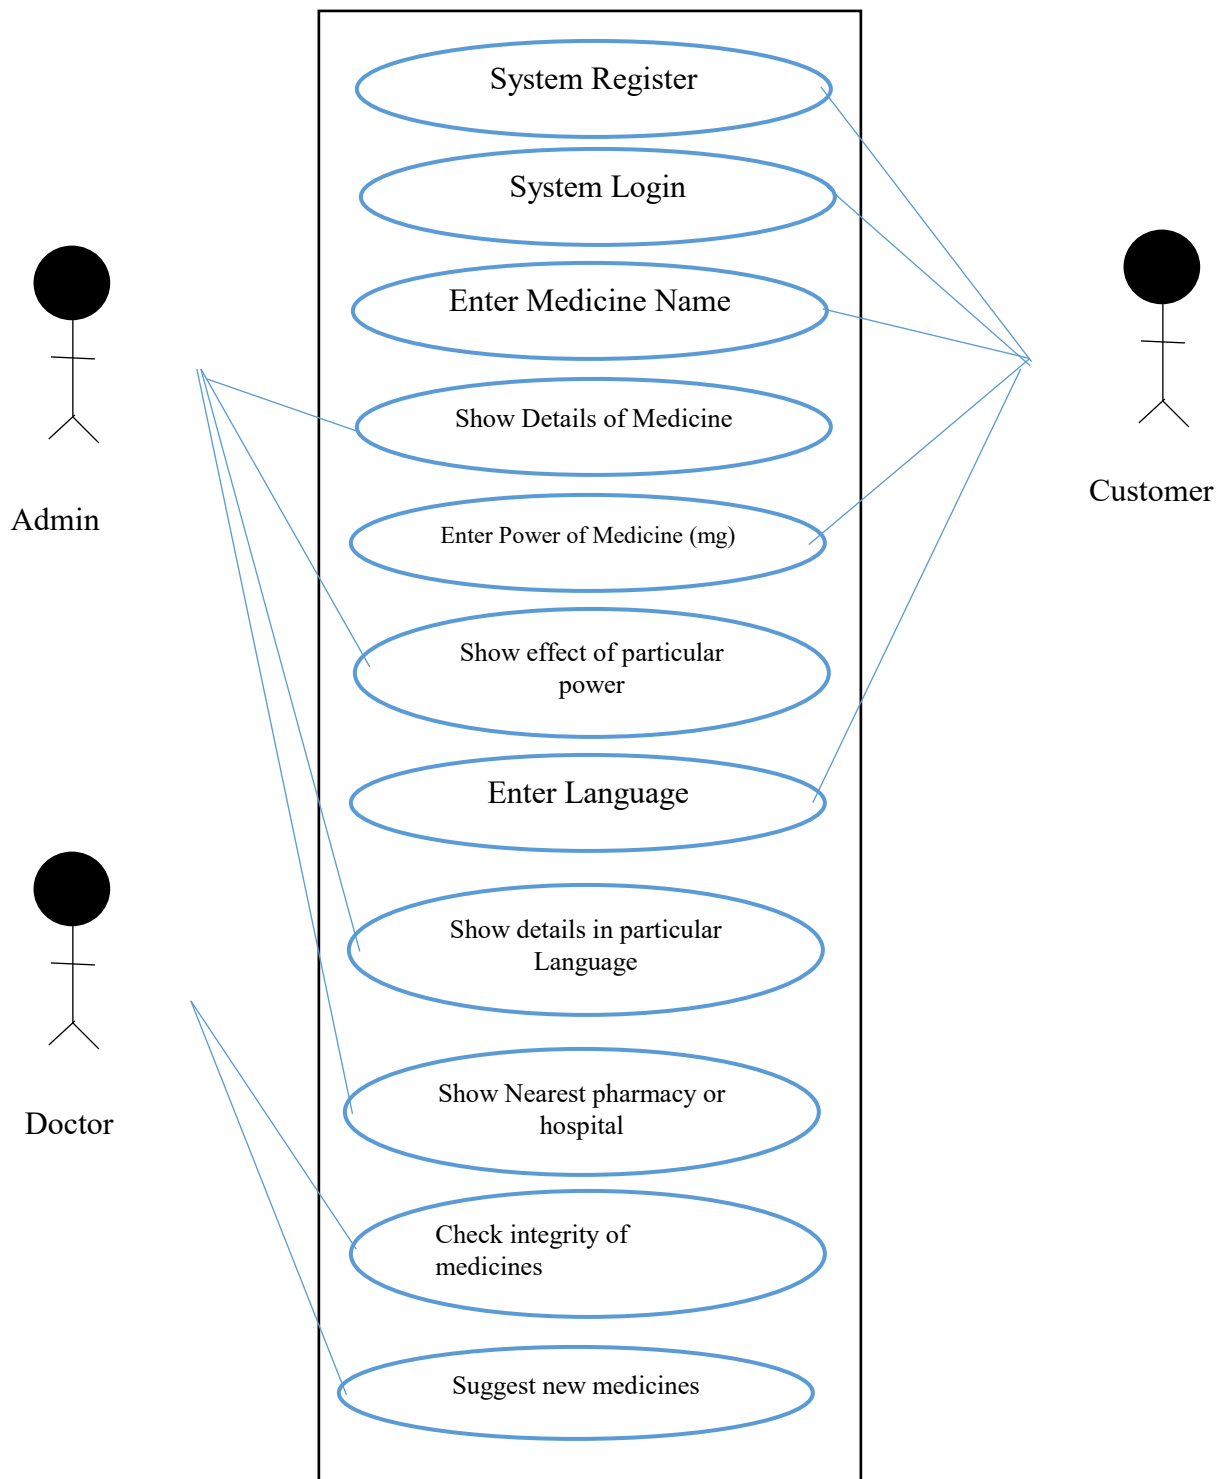 System Register
System Login
Enter Medicine Name
Show Details of Medicine
Customer
Admin
Enter Power of Medicine (mg)
Show effect of particular
power
Enter Language
Show details in particular
Language
Show Nearest pharmacy or
hospital
Doctor
Check integrity of
medicines
Suggest new medicines